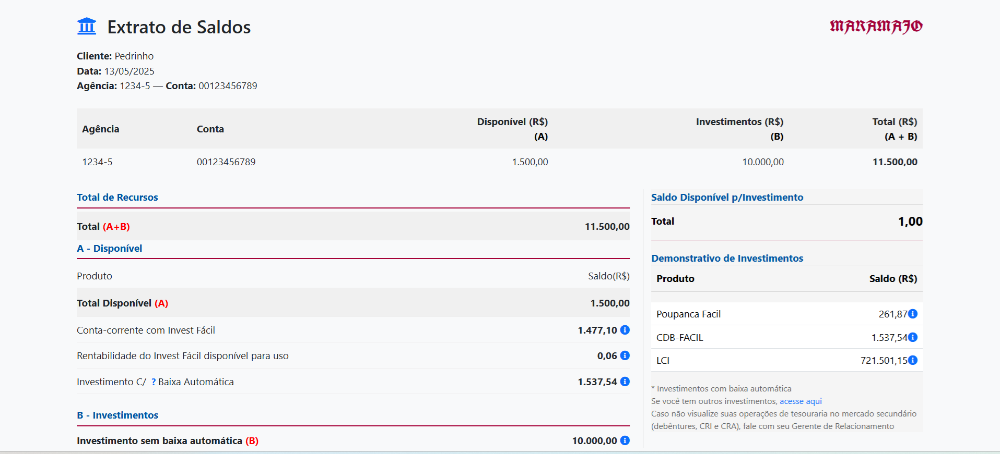 Extrato de Saldos
MARAMAJO
Cliente: Pedrinho
Data: 13/05/2025
Agência: 1234-5 — Conta: 00123456789
Agência Conta Disponível (R$) (A) Investimentos (R$) (B) Total (R$) (A + B)
1234-5 00123456789 1.500,00 10.000,00 11.500,00
Total de Recursos
Total (A+B) 11.500,00
A - Disponível
Produto Saldo(R$)
Total Disponível (A) 1.500,00
Conta-corrente com Invest Fácil 1.477,10
Rentabilidade do Invest Fácil disponível para uso 0,06
Investimento C/ ? Baixa Automática 1.537,54
B - Investimentos
Investimento sem baixa automática (B) 10.000,00
Saldo Disponível p/Investimento
Total 1,00
Demonstrativo de Investimentos
Produto Saldo (R$)
Poupanca Facil 261,87
CDB-FACIL 1.537,54
LCI 721.501,15
* Investimentos com baixa automática
Se você tem outros investimentos, acesse aqui
Caso não visualize suas operações de tesouraria no mercado secundário
(debêntures, CRI e CRA), fale com seu Gerente de Relacionamento